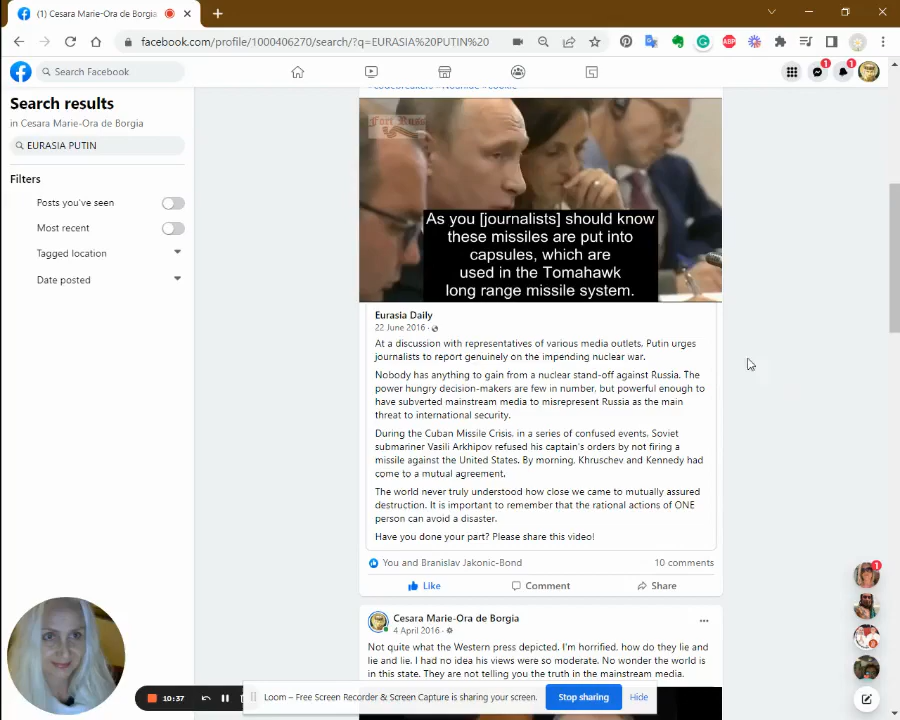 (1) Cesara Marie-Ora de Borgia
facebook.com/profile/1000406270/search/?q=EURASIA%20PUTIN%20
ABP
Search Facebook
1
1
Search results
in Cesara Marie-Ora de Borgia
EURASIA PUTIN
Filters
Posts you've seen
Most recent
Tagged location
Date posted
Fort Russ
As you [journalists] should know
these missiles are put into
capsules, which are
used in the Tomahawk
long range missile system.
Eurasia Daily
22 June 2016 ·
At a discussion with representatives of various media outlets, Putin urges
journalists to report genuinely on the impending nuclear war.
Nobody has anything to gain from a nuclear stand-off against Russia. The
power hungry decision-makers are few in number, but powerful enough to
have subverted mainstream media to misrepresent Russia as the main
threat to international security.
During the Cuban Missile Crisis, in a series of confused events, Soviet
submariner Vasili Arkhipov refused his captain's orders by not firing a
missile against the United States. By morning, Khruschev and Kennedy had
come to a mutual agreement.
The world never truly understood how close we came to mutually assured
destruction. It is important to remember that the rational actions of ONE
person can avoid a disaster.
Have you done your part? Please share this video!
You and Branislav Jakonic-Bond
10 comments
Like
Comment
Share
Cesara Marie-Ora de Borgia
4 April 2016 ·
Not quite what the Western press depicted. I'm horrified. how do they lie and
lie and lie. I had no idea his views were so moderate. No wonder the world is
in this state. They are not telling you the truth in the mainstream media.
1
10:37
Loom – Free Screen Recorder & Screen Capture is sharing your screen.
Stop sharing
Hide